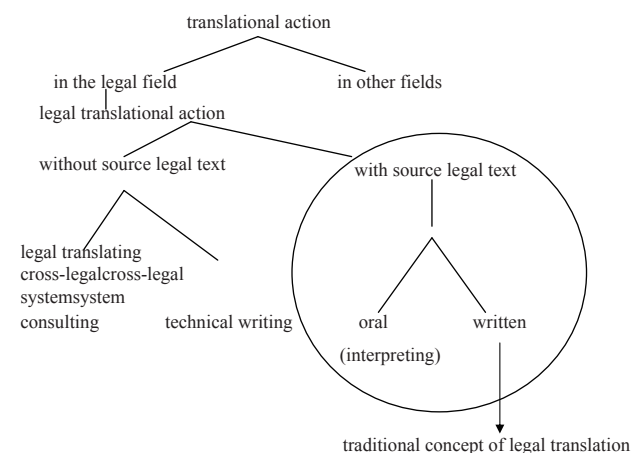 translational action
in the legal field in other fields
legal translational action
without source legal text with source legal text
legal translating
cross-legalcross-legal
systemsystem
consulting technical writing oral written
(interpreting)
traditional concept of legal translation